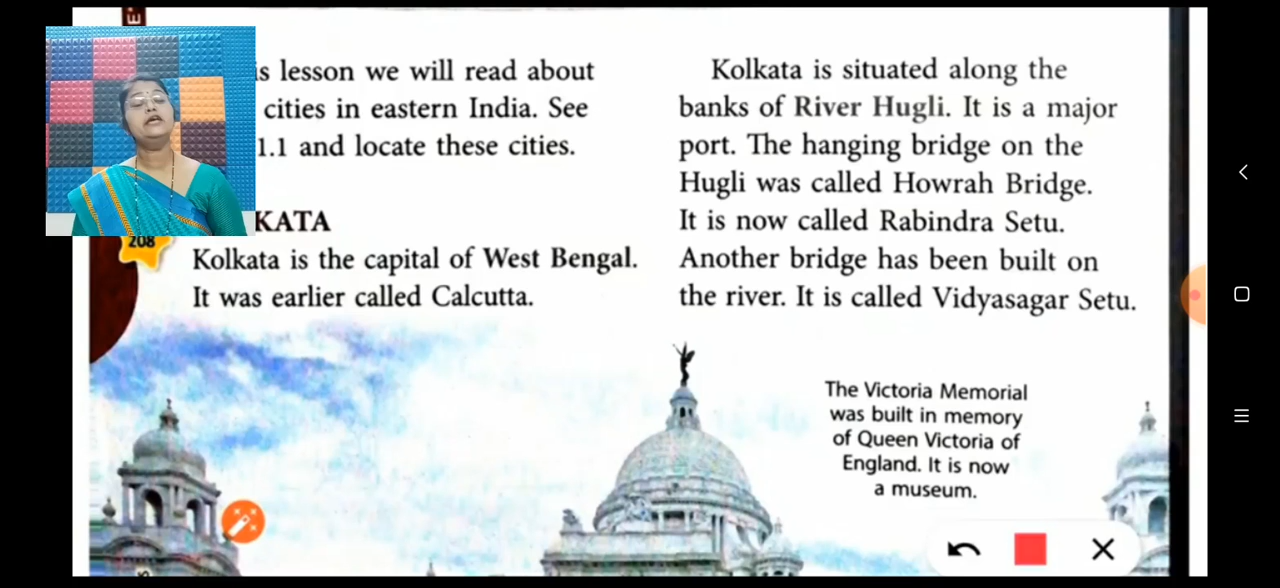 s lesson we will read about
cities in eastern India. See
1.1 and locate these cities.
KATA
208
Kolkata is the capital of West Bengal.
It was earlier called Calcutta.
Kolkata is situated along the
banks of River Hugli. It is a major
port. The hanging bridge on the
Hugli was called Howrah Bridge.
It is now called Rabindra Setu.
Another bridge has been built on
the river. It is called Vidyasagar Setu.
The Victoria Memorial
was built in memory
of Queen Victoria of
England. It is now
a museum.